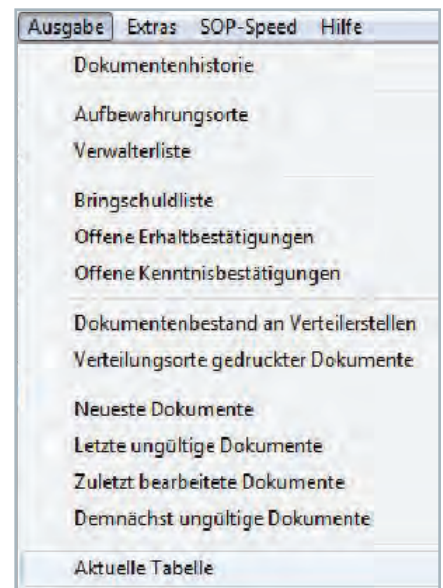 Ausgabe Extras SOP-Speed Hilfe
Dokumentenhistorie
Aufbewahrungsorte
Verwalterliste
Bringschuldliste
Offene Erhaltbestätigungen
Offene Kenntnisbestätigungen
Dokumentenbestand an Verteilerstellen
Verteilungsorte gedruckter Dokumente
Neueste Dokumente
Letzte ungültige Dokumente
Zuletzt bearbeitete Dokumente
Demnächst ungültige Dokumente
Aktuelle Tabelle